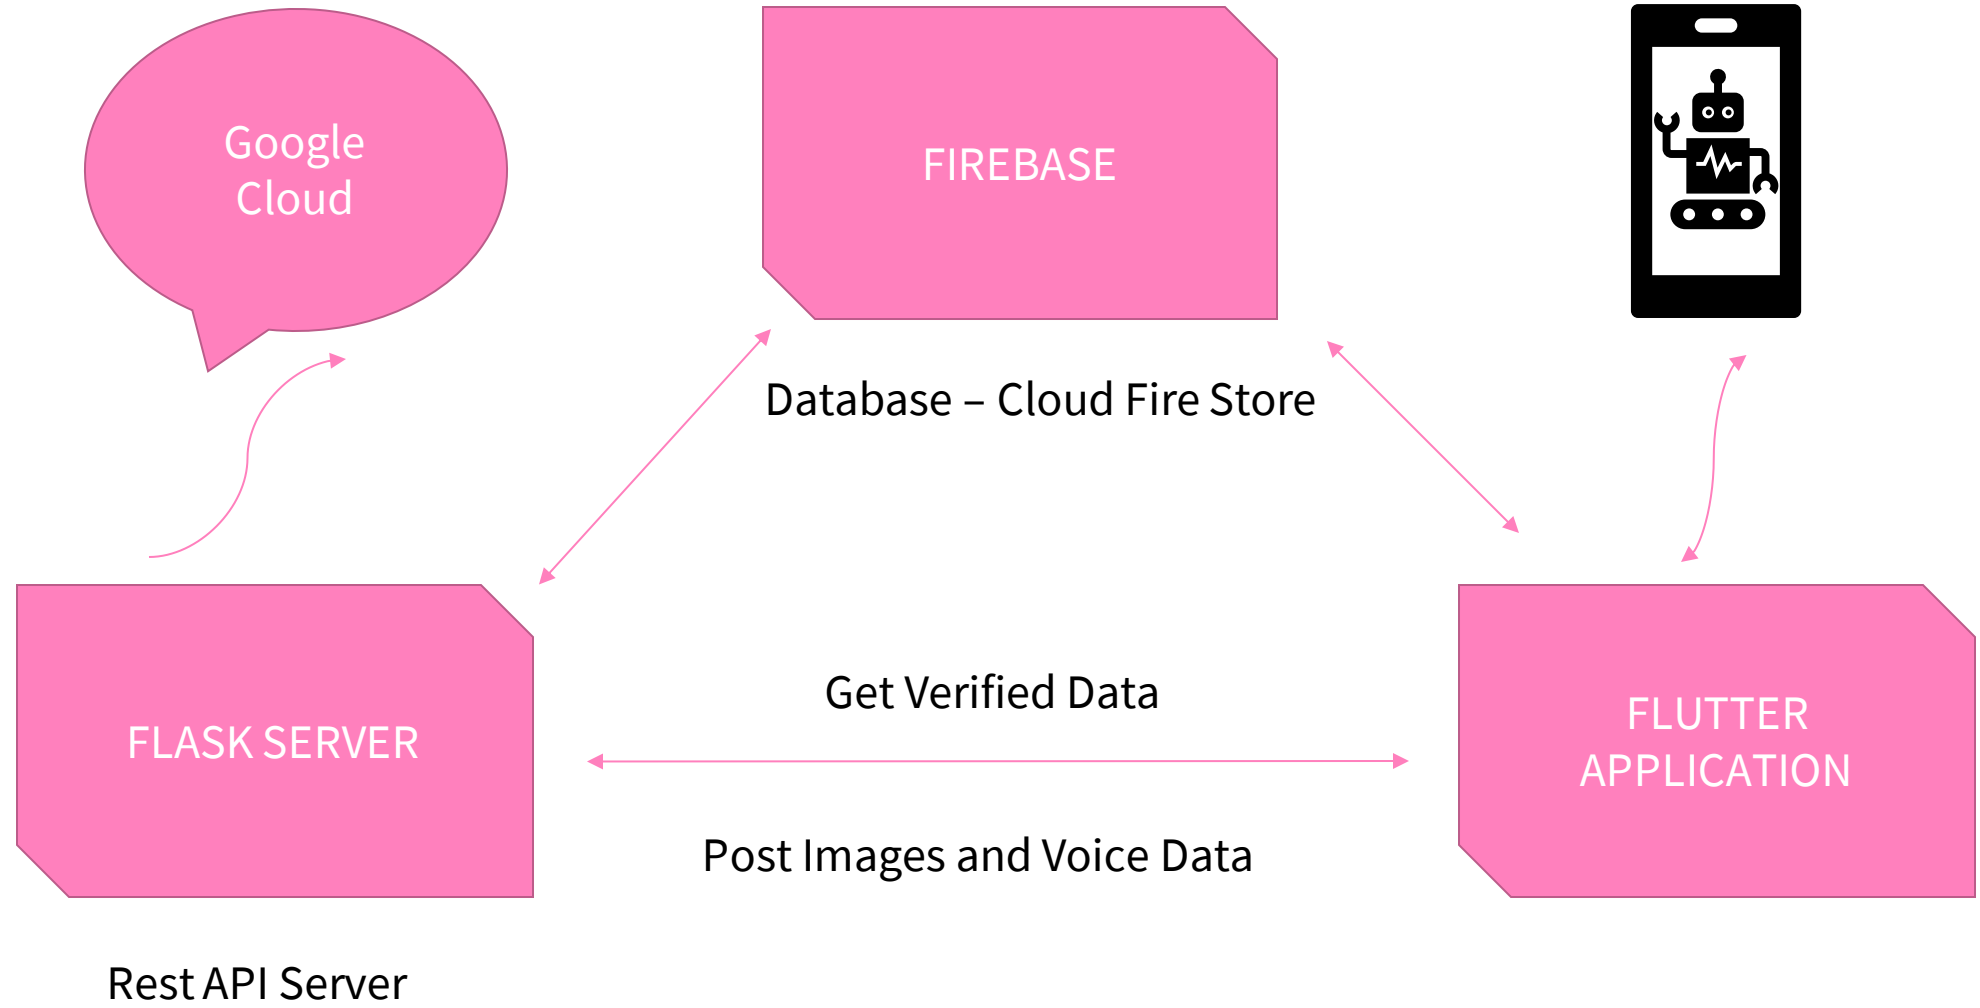 Google
Cloud
FIREBASE
Database – Cloud Fire Store
Get Verified Data
FLASK SERVER
FLUTTER
APPLICATION
Post Images and Voice Data
Rest API Server